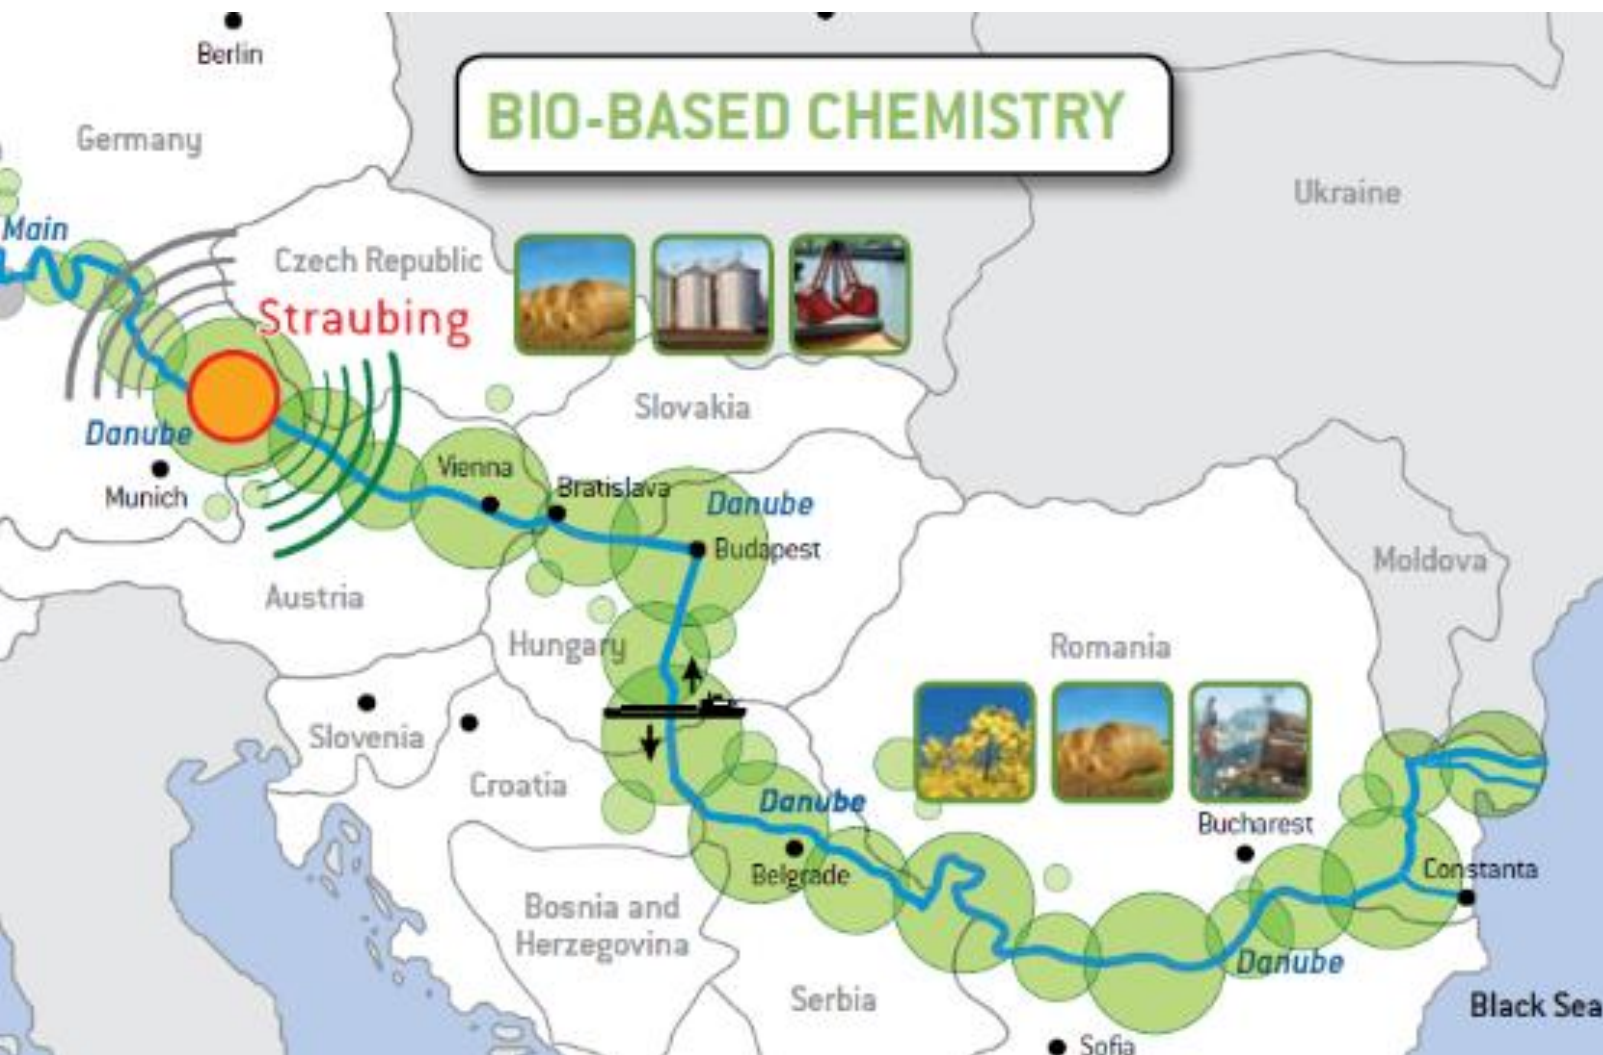 Berlin
BIO-BASED CHEMISTRY
Germany
Ukraine
Main
Czech Republic
Straubing
Slovakia
Danube
Vienna
Munich
Bratislava
Danube
Budapest
Moldova
Austria
Hungary
Romania
Slovenia
Croatia
Danube
Bucharest
Belgrade
Constanta
Bosnia and
Herzegovina
Danube
Serbia
Black Sea
Sofia